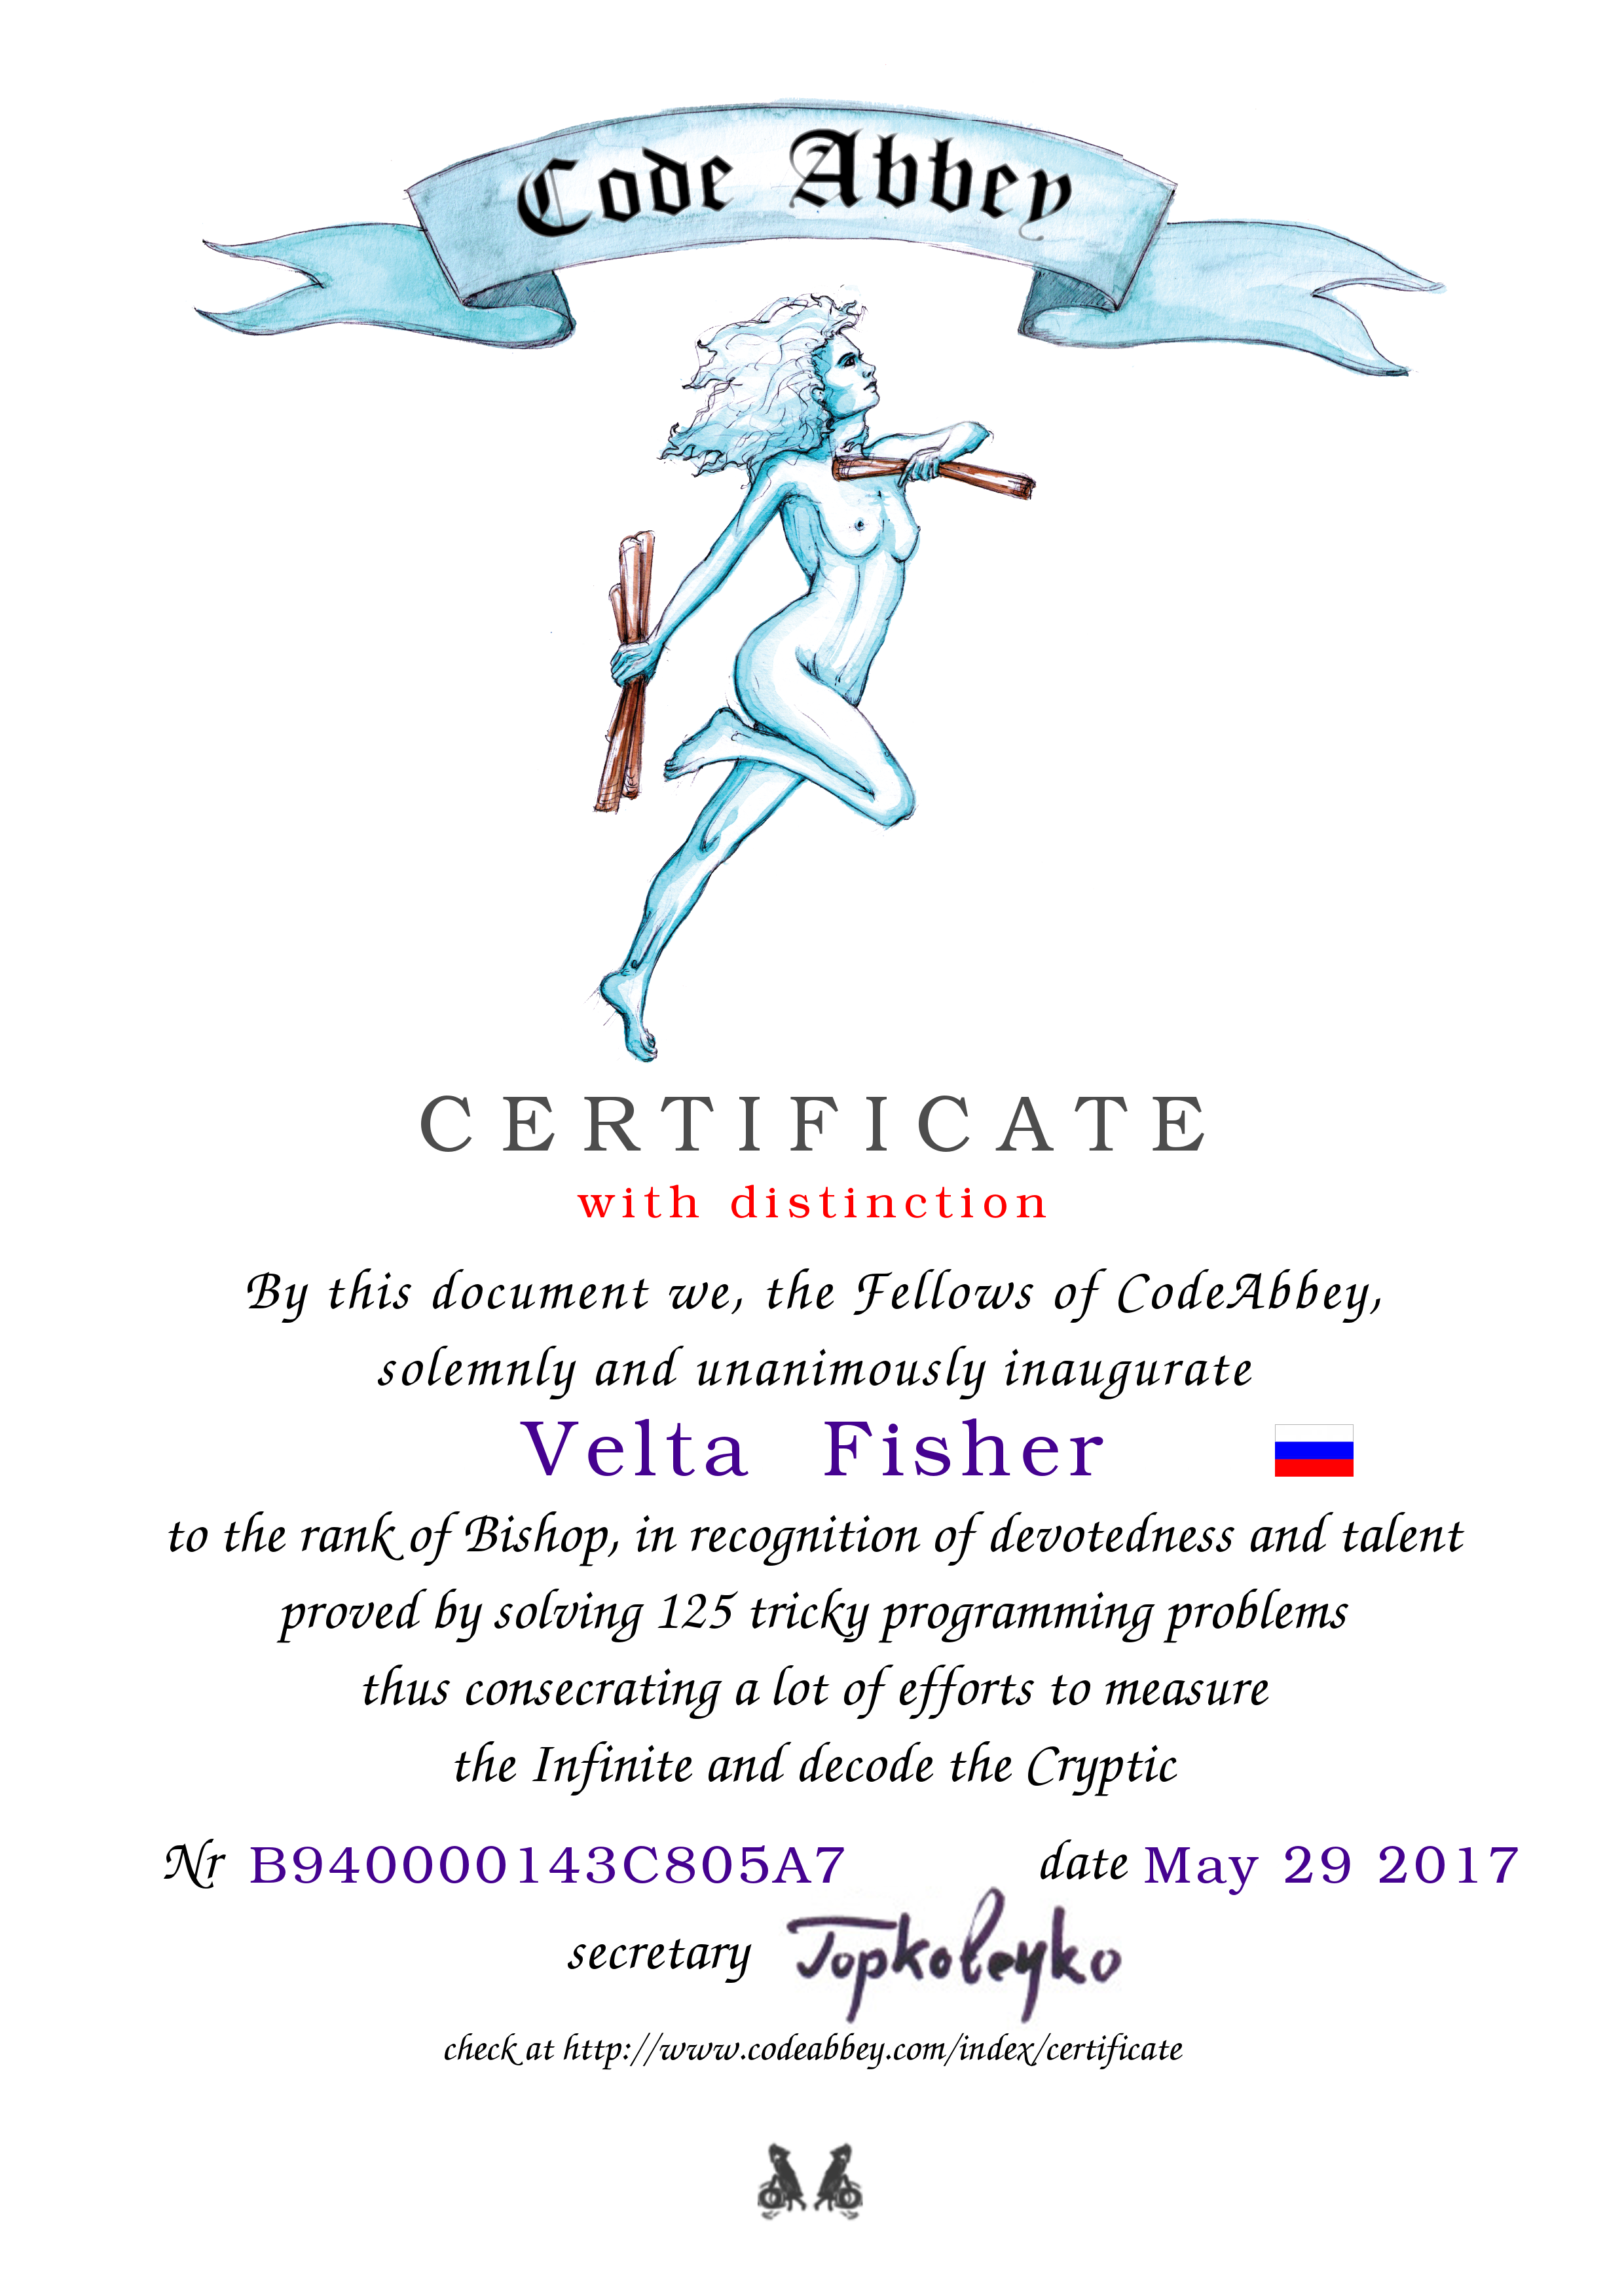 Code Abbey
CERTIFICATE
with distinction
By this document we, the Fellows of CodeAbbey,
solemnly and unanimously inaugurate
Velta Fisher
to the rank of Bishop, in recognition of devotedness and talent
proved by solving 125 tricky programming problems
thus consecrating a lot of efforts to measure
the Infinite and decode the Cryptic
Nr B940000143C805A7 date May 29 2017
secretary
check at http://www.codeabbey.com/index/certificate